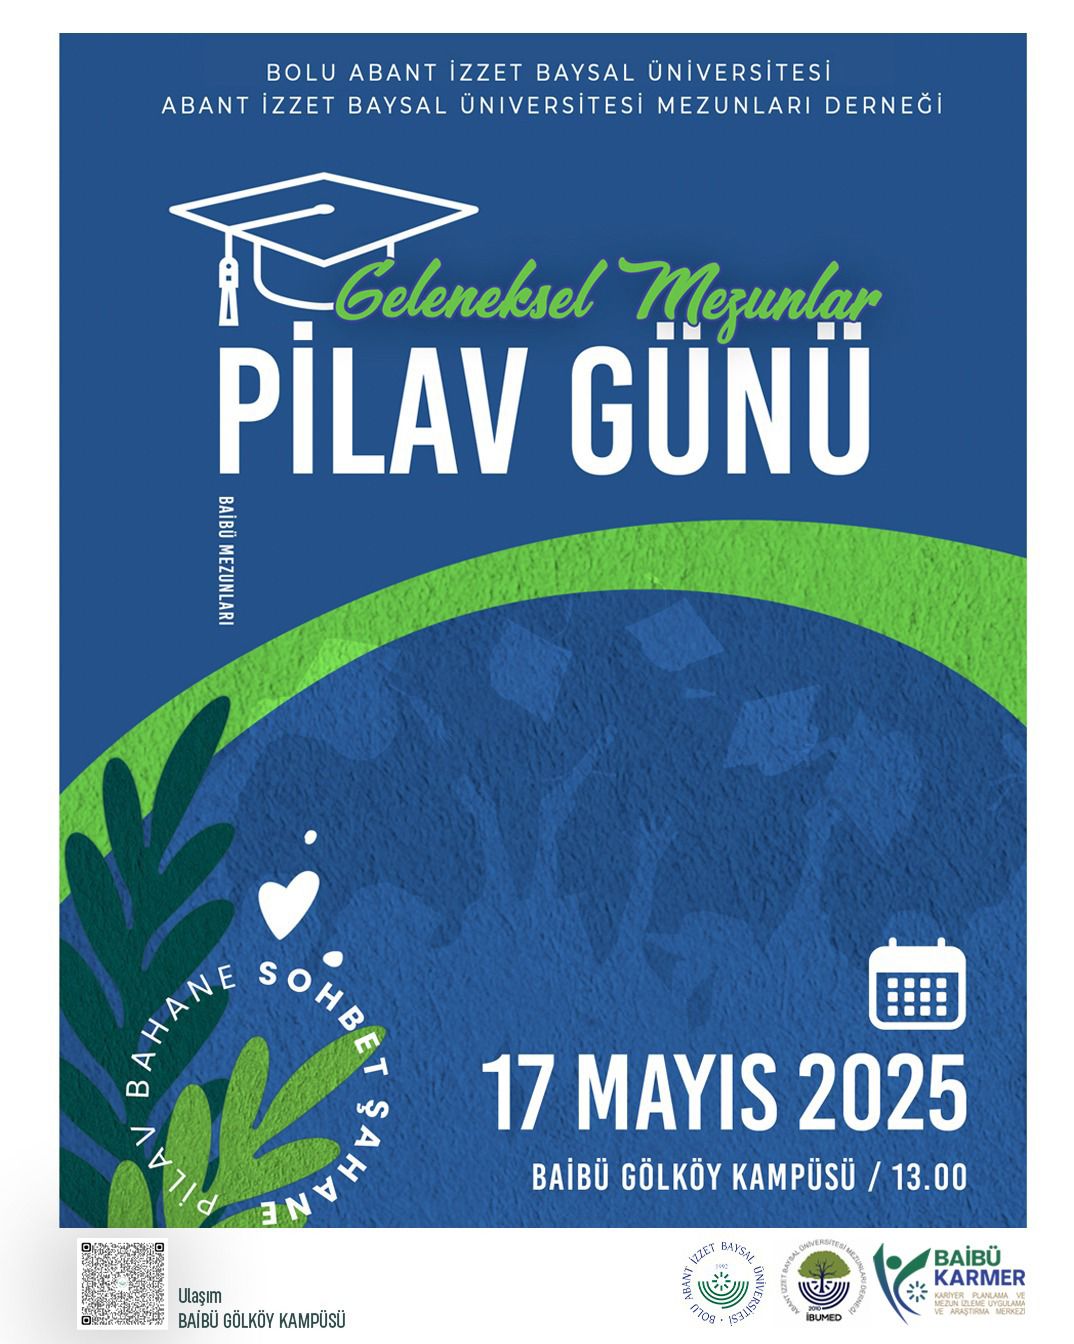 BOLU ABANT İZZET BAYSAL ÜNİVERSİTESİ
ABANT İZZET BAYSAL ÜNIVERSİTESİ MEZUNLARI DERNEĞİ
Geleneksel Mezunlar
PİLAV GÜNÜ
BAİBÜ MEZUNLARI
PİLAV BAHANE SOHBET ŞAHANE
17 MAYIS 2025
BAİBÜ GÖLKÖY KAMPÜSÜ / 13.00
Ulaşım
BAİBÜ GÖLKÖY KAMPÜSÜ
BOLU ABANT İZZET BAYSAL ÜNİVERSİTESİ
1992
ABANT İZZET BAYSAL ÜNİVERSİTESİ MEZUNLARI DERNEĞİ
2010
İBUMED
BAİBÜ
KARMER
KARİYER PLANLAMA VE
MEZUN İZLEME UYGULAMA
VE ARAŞTIRMA MERKEZİ